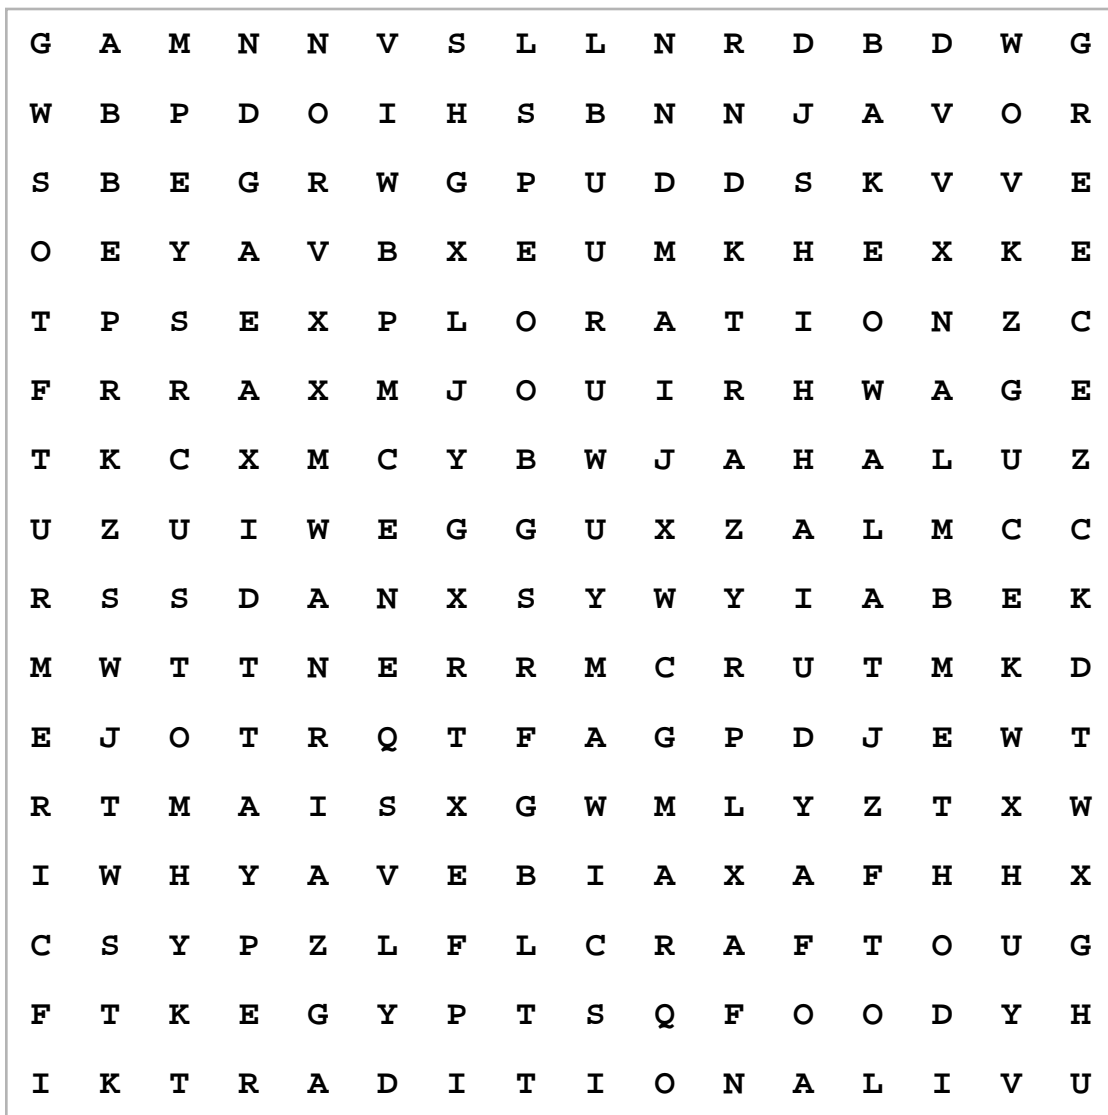 G A M N N V S L L N R D B D W G
W B P D O I H S B N N J A V O R
S B E G R W G P U D D S K V V E
O E Y A V B X E U M K H E X K E
T P S E X P L O R A T I O N Z C
F R R A X M J O U I R H W A G E
T K C X M C Y B W J A H A L U Z
U Z U I W E G G U X Z A L M C C
R S S D A N X S Y W Y I A B E K
M W T T N E R R M C R U T M K D
E J O T R Q T F A G P D J E W T
R T M A I S X G W M L Y Z T X W
I W H Y A V E B I A X A F H H X
C S Y P Z L F L C R A F T O U G
F T K E G Y P T S Q F O O D Y H
I K T R A D I T I O N A L I V U